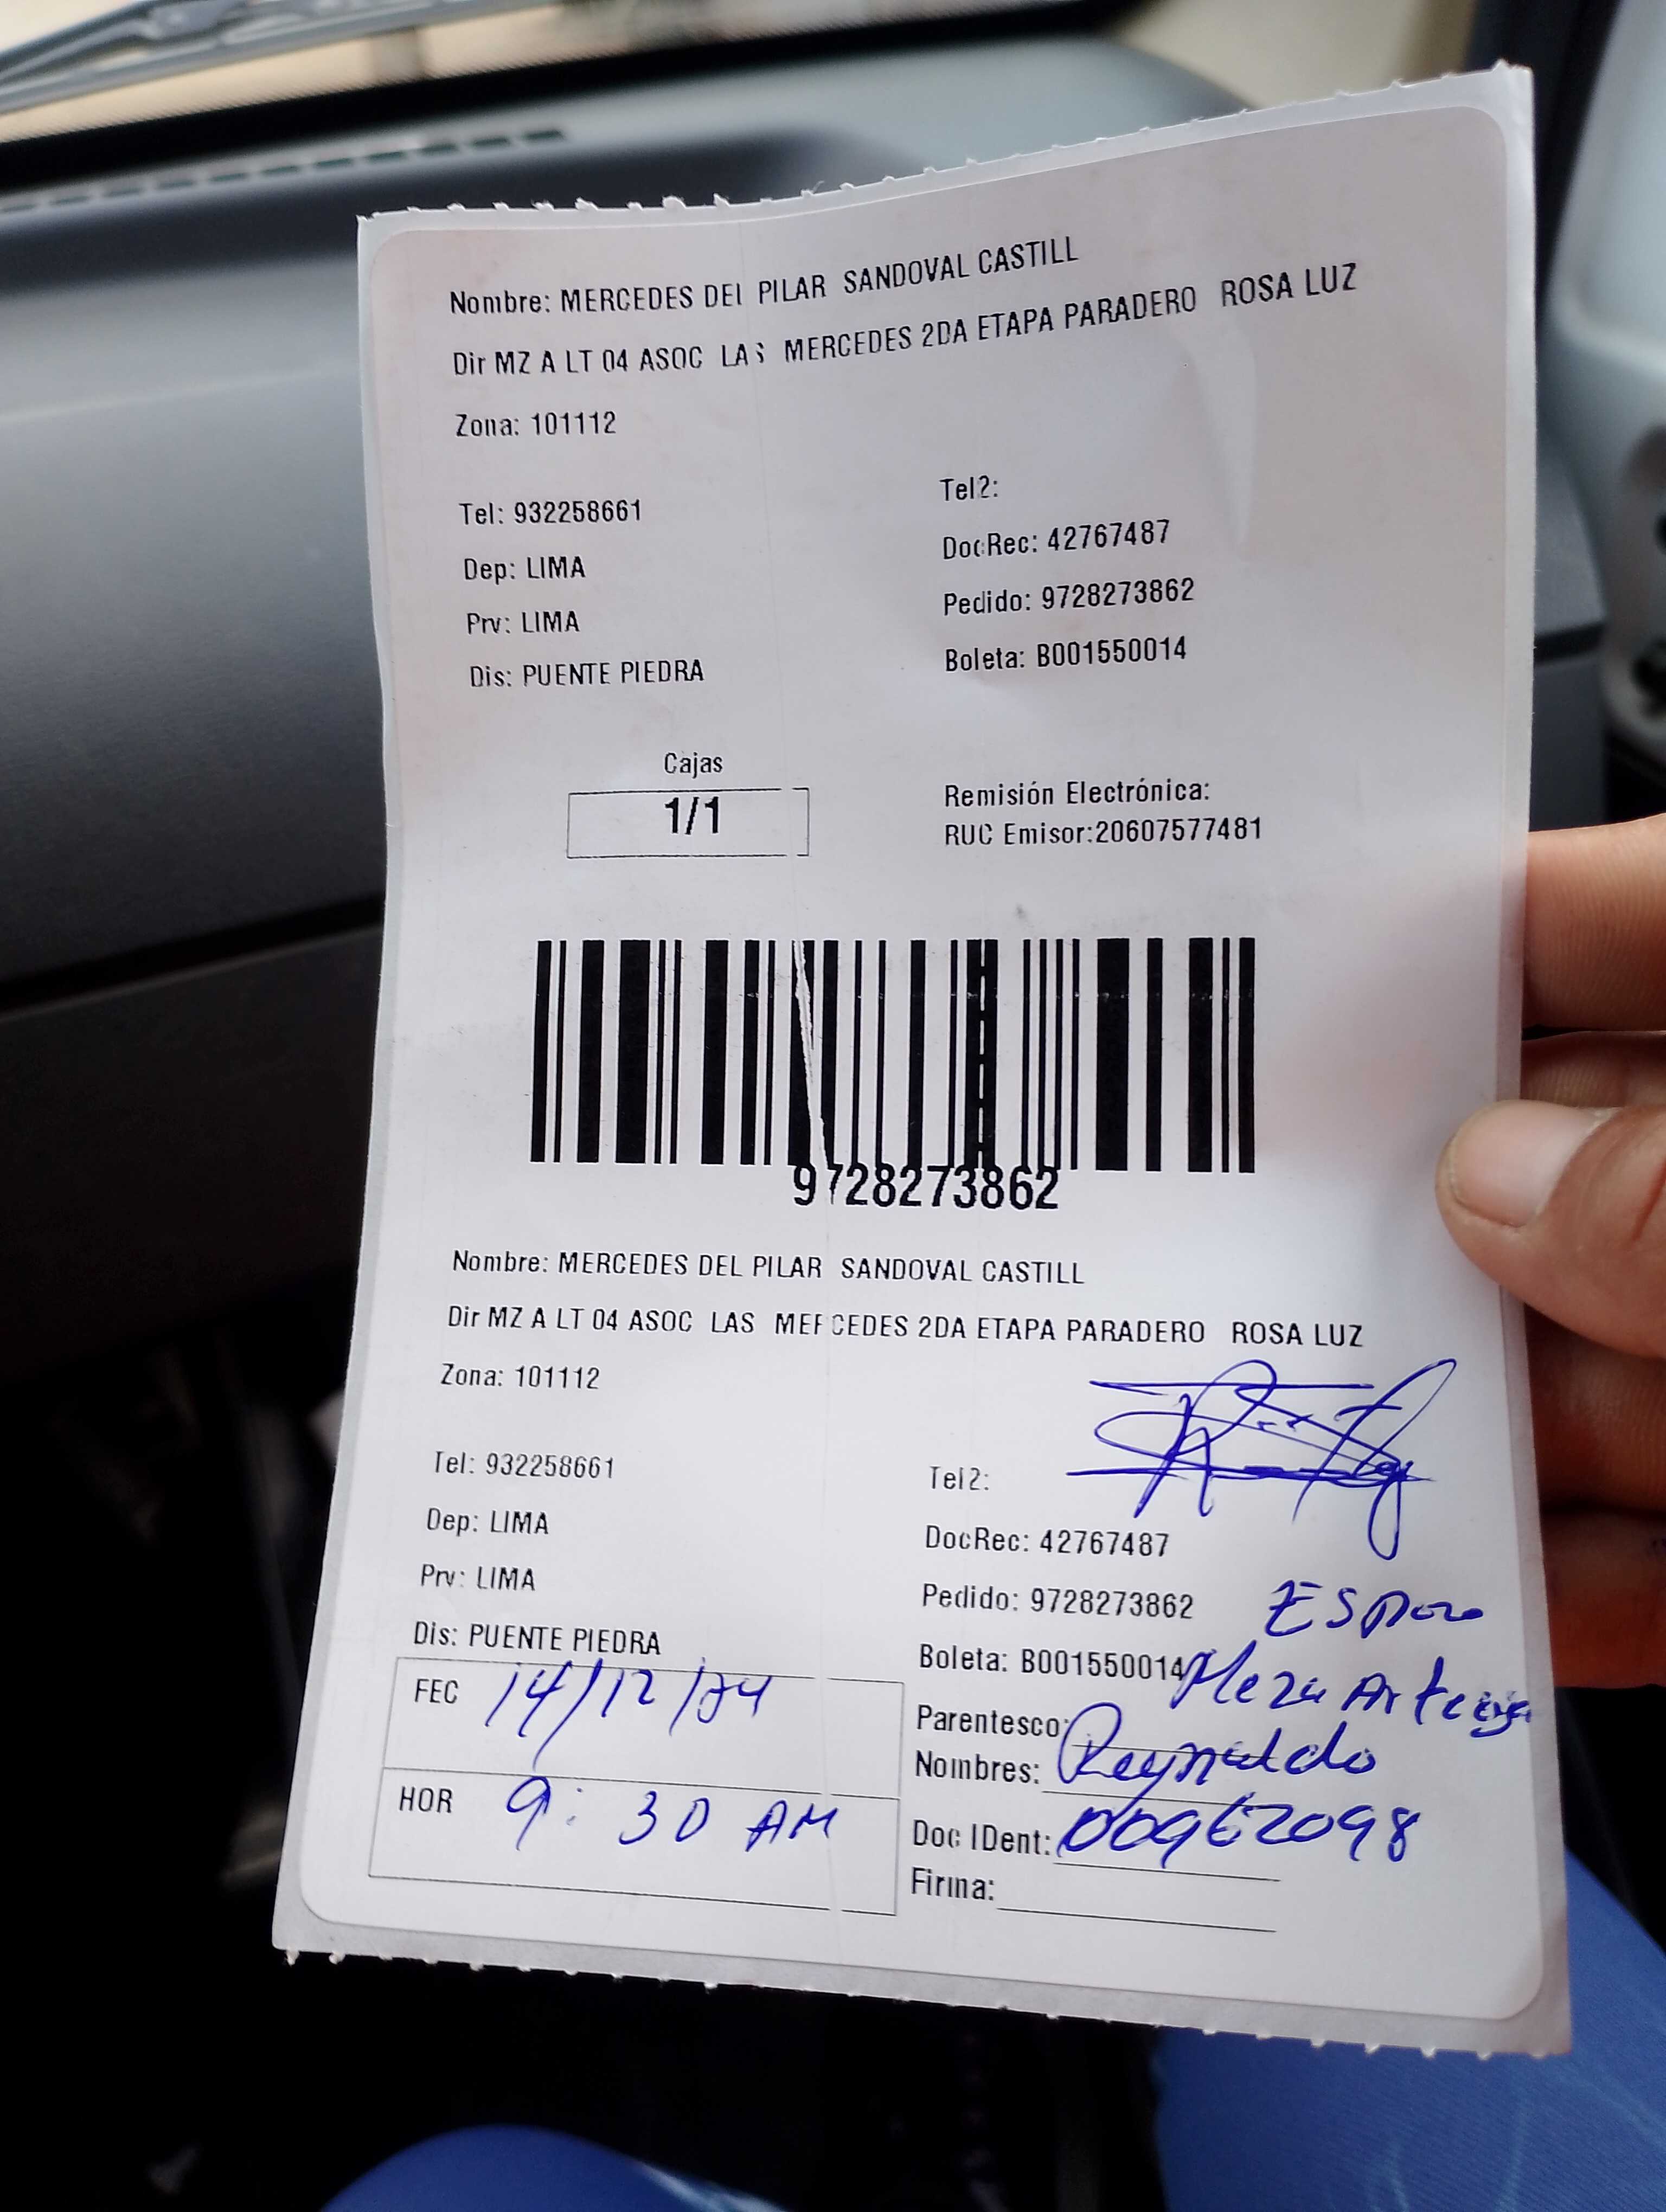 Nombre: MERCEDES DEL PILAR SANDOVAL CASTILL
Dir MZ A LT 04 ASOC LAS MERCEDES 2DA ETAPA PARADERO ROSA LUZ
Zona: 101112
Tel: 932258661
Tel2:
Dep: LIMA
DocRec: 42767487
Prv: LIMA
Pedido: 9728273862
Dis: PUENTE PIEDRA
Boleta: B001550014
Cajas
1/1
Remisión Electrónica:
RUC Emisor:20607577481
9728273862
Nombre: MERCEDES DEL PILAR SANDOVAL CASTILL
Dir MZ A LT 04 ASOC LAS MERCEDES 2DA ETAPA PARADERO ROSA LUZ
Zona: 101112
Tel: 932258661
Tel2:
Dep: LIMA
DocRec: 42767487
Prv: LIMA
Pedido: 9728273862 ESPOSO
Dis: PUENTE PIEDRA
Boleta: B001550014 Meza Arteaga
FEC 14/12/24
Parentesco:
Nombres: Reynaldo
HOR 9:30 AM
Doc IDent: 00962098
Firma: